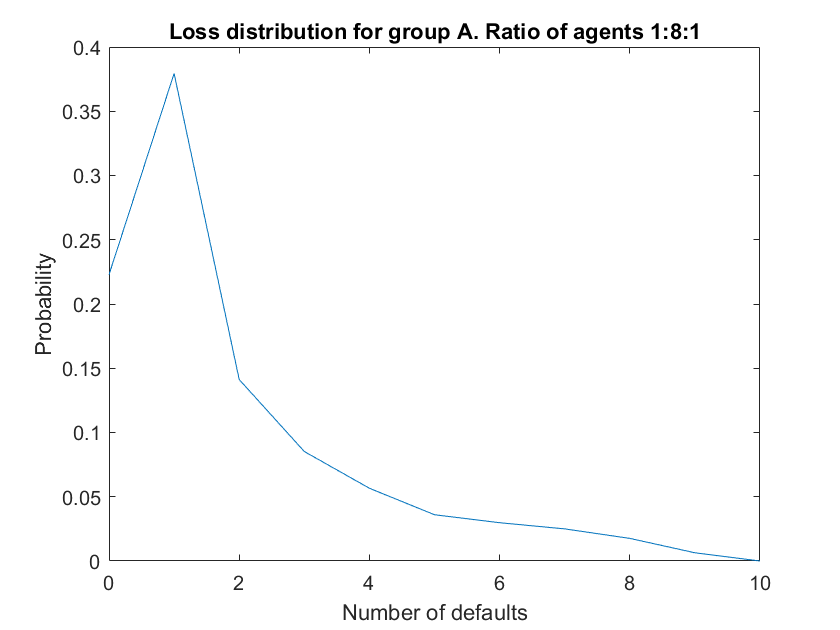 Loss distribution for group A. Ratio of agents 1:8:1
0.4
0.35
0.3
0.25
0.2
0.15
0.1
0.05
0
Probability
0 2 4 6 8 10
Number of defaults